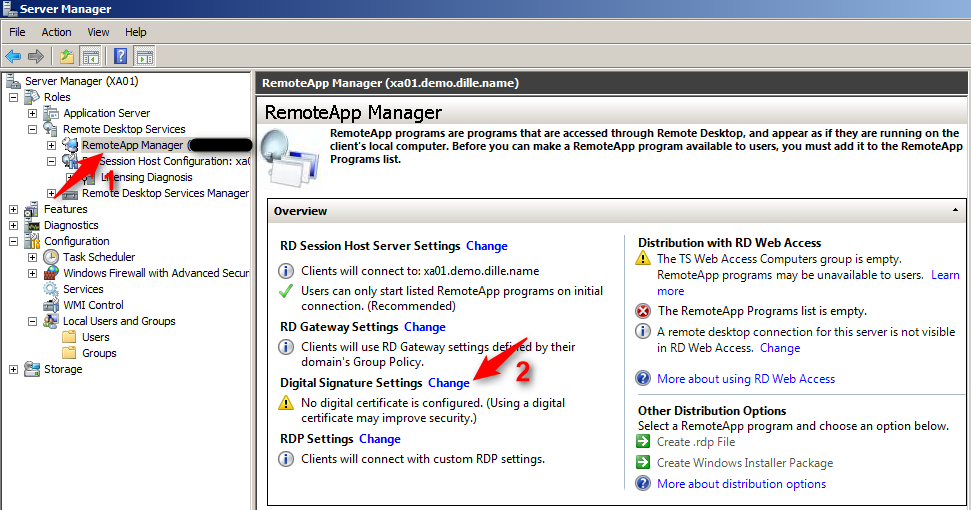 Server Manager
File Action View Help
Server Manager (XA01)
Roles
Application Server
Remote Desktop Services
RemoteApp Manager (
Session Host Configuration: xa0
Licensing Diagnosis
Remote Desktop Services Manager
Features
Diagnostics
Configuration
Task Scheduler
Windows Firewall with Advanced Secur
Services
WMI Control
Local Users and Groups
Users
Groups
Storage
1
RemoteApp Manager (xa01.demo.dille.name)
RemoteApp Manager
RemoteApp programs are programs that are accessed through Remote Desktop, and appear as if they are running on the
client's local computer. Before you can make a RemoteApp program available to users, you must add it to the RemoteApp
Programs list.
Overview
RD Session Host Server Settings Change
Clients will connect to: xa01.demo.dille.name
Users can only start listed RemoteApp programs on initial
connection. (Recommended)
RD Gateway Settings Change
Clients will use RD Gateway settings defined by their
domain's Group Policy.
Digital Signature Settings Change
2
No digital certificate is configured. (Using a digital
certificate may improve security.)
RDP Settings Change
Clients will connect with custom RDP settings.
Distribution with RD Web Access
The TS Web Access Computers group is empty.
RemoteApp programs may be unavailable to users. Learn
more
The RemoteApp Programs list is empty.
A remote desktop connection for this server is not visible
in RD Web Access. Change
More about using RD Web Access
Other Distribution Options
Select a RemoteApp program and choose an option below.
Create .rdp File
Create Windows Installer Package
More about distribution options